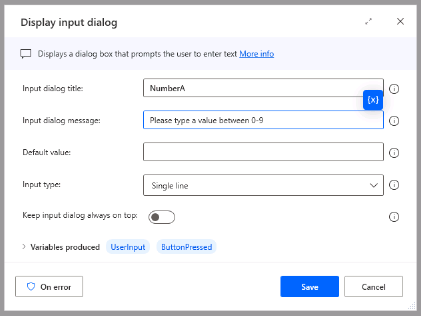 Display input dialog
Displays a dialog box that prompts the user to enter text More info
Input dialog title: NumberA
{x}
Input dialog message: Please type a value between 0-9
Default value:
Input type: Single line
Keep input dialog always on top:
Variables produced UserInput ButtonPressed
On error Save Cancel